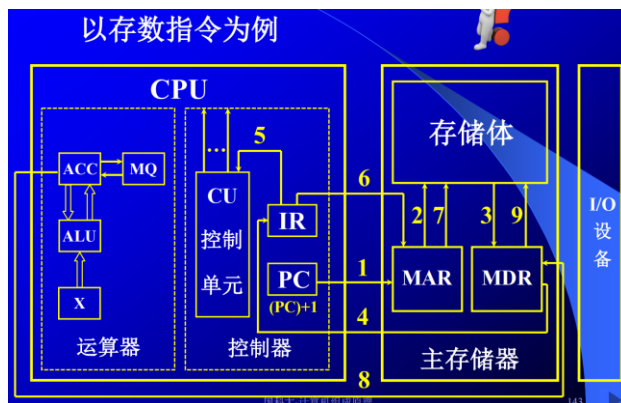 以存数指令为例
CPU
ACC
MQ
ALU
X
运算器
…
5
CU
控制
单元
IR
PC
(PC)+1
控制器
6
1
4
8
存储体
2 7 3 9
MAR
MDR
主存储器
I/O
设
备
143